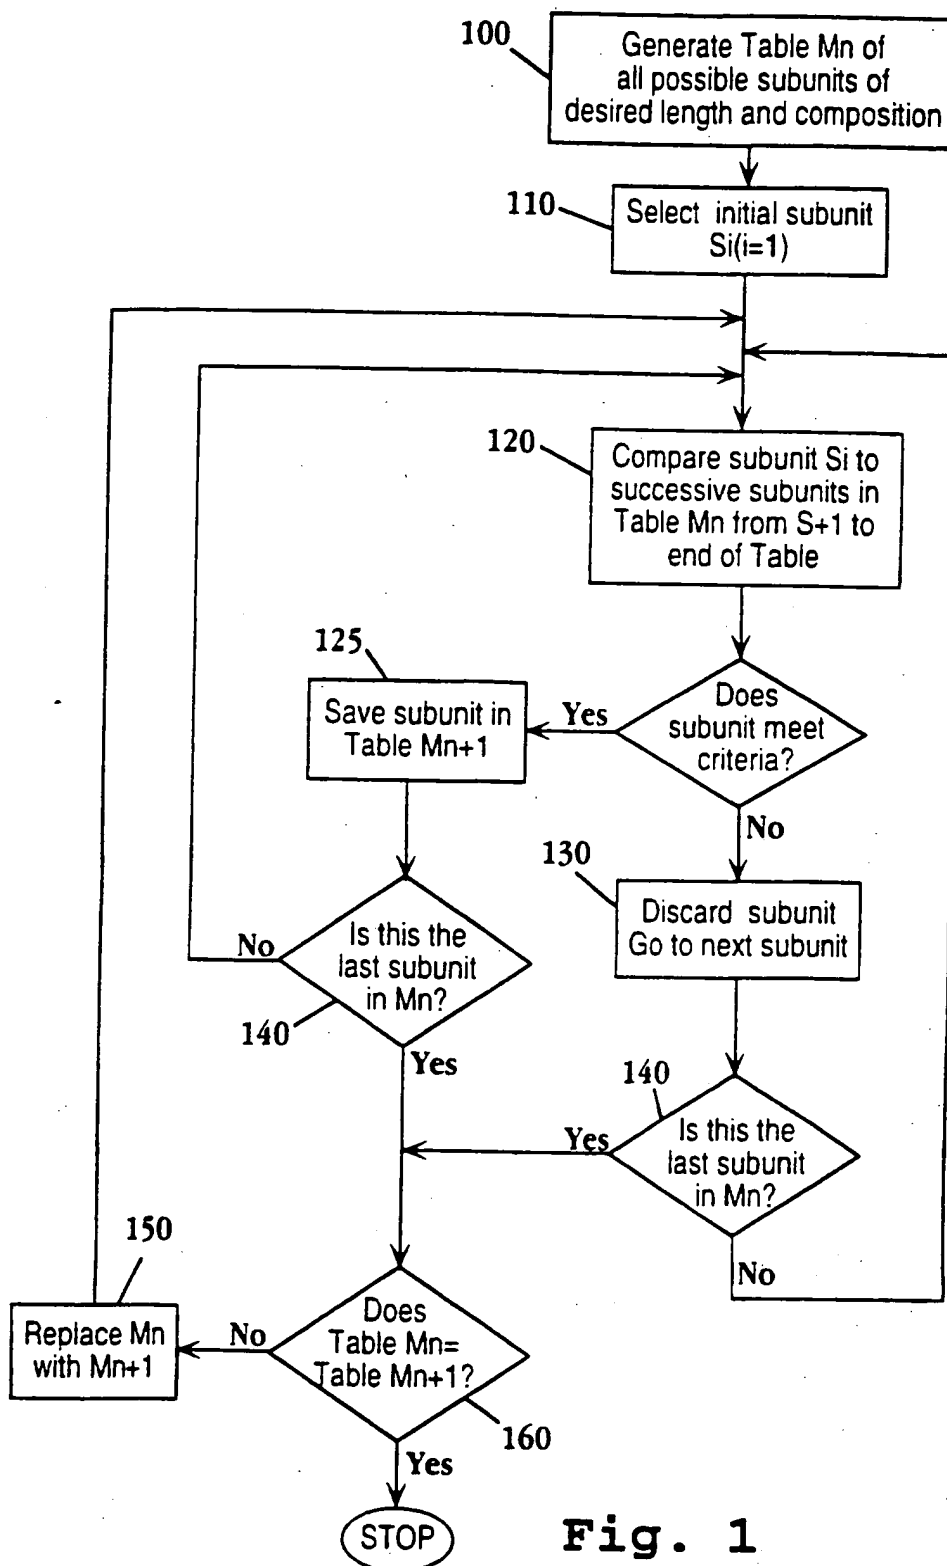 100
Generate Table Mn of
all possible subunits of
desired length and composition
110
Select initial subunit
Si(i=1)
120
Compare subunit Si to
successive subunits in
Table Mn from S+1 to
end of Table
125
Save subunit in
Table Mn+1
Yes
Does
subunit meet
criteria?
No
130
Discard subunit
Go to next subunit
No
Is this the
last subunit
in Mn?
140
Yes
140
Yes
Is this the
last subunit
in Mn?
No
150
Replace Mn
with Mn+1
No
Does
Table Mn=
Table Mn+1?
160
Yes
STOP
Fig. 1